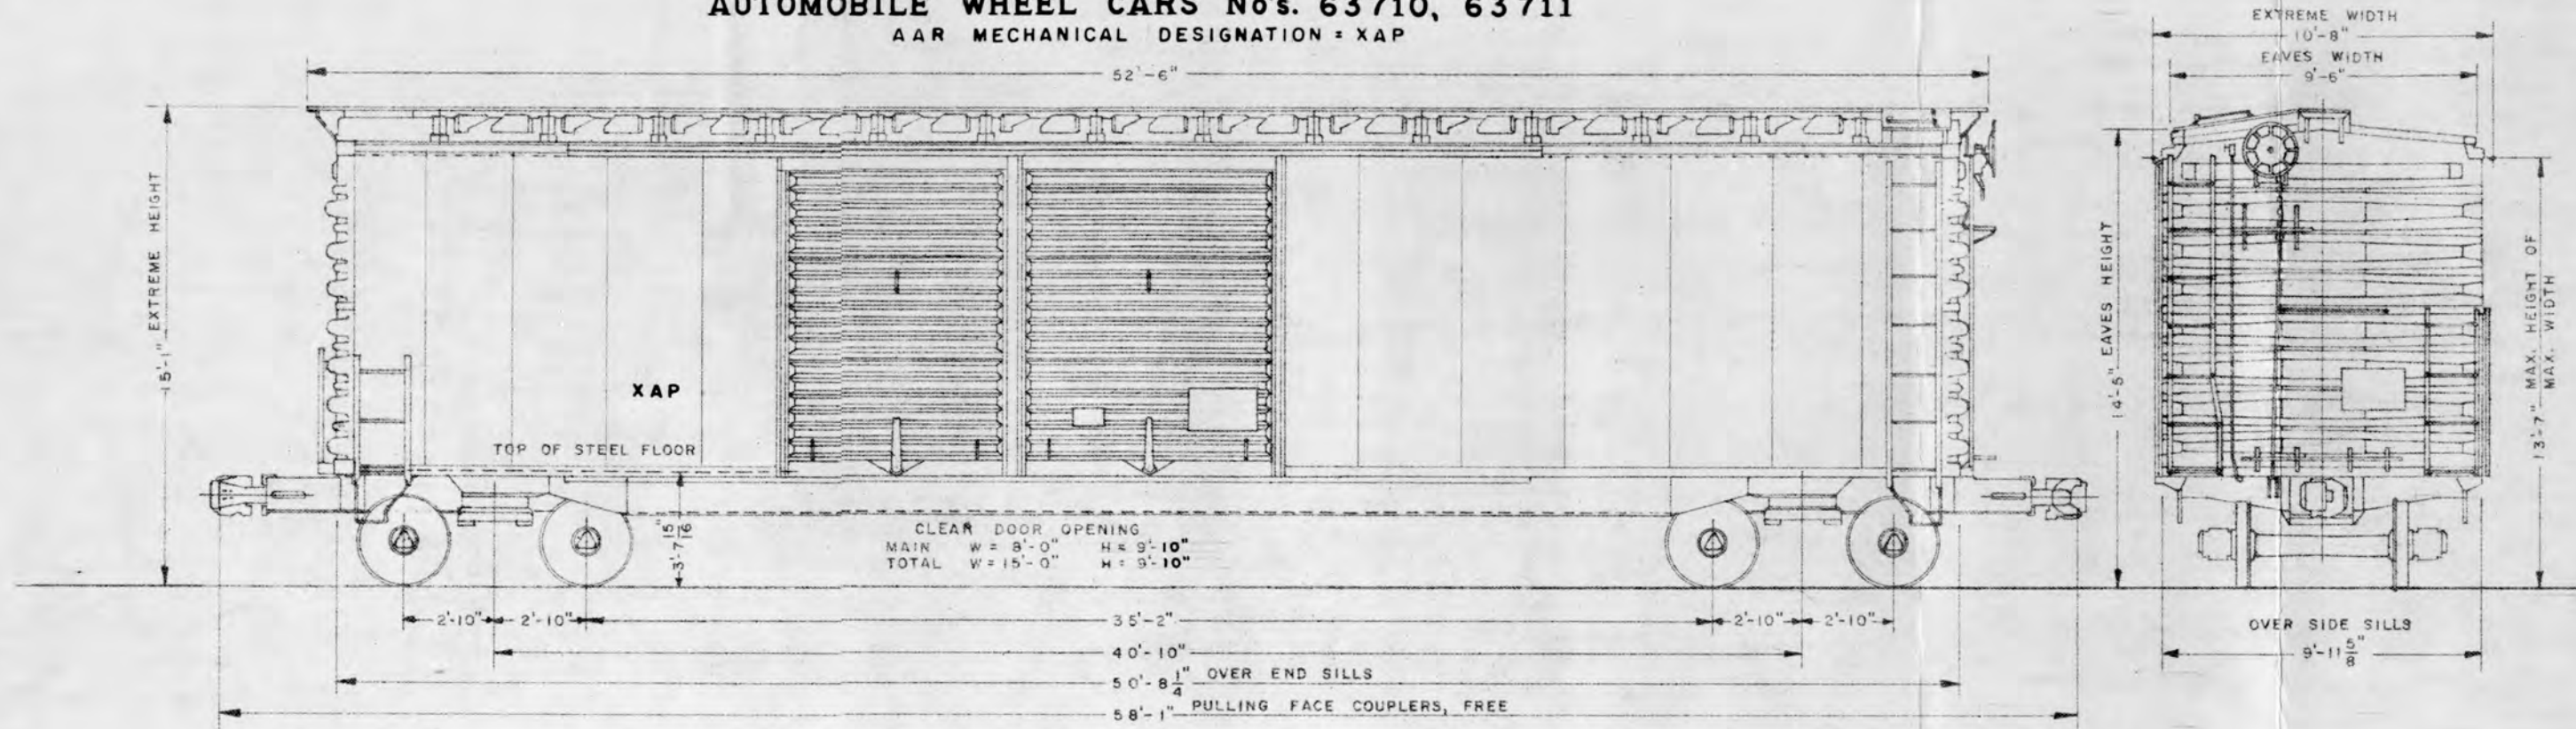 AUTOMOBILE WHEEL CARS No's. 63710, 63711
AAR MECHANICAL DESIGNATION = XAP
52'-6"
EXTREME WIDTH
10'-8"
EAVES WIDTH
9'-6"
15'-1" EXTREME HEIGHT
14'-5" EAVES HEIGHT
13'-7" MAX. HEIGHT OF
MAX. WIDTH
XAP
TOP OF STEEL FLOOR
3'-7 15/16"
CLEAR DOOR OPENING
MAIN W = 8'-0" H = 9'-10"
TOTAL W = 15'-0" H = 9'-10"
2'-10" 2'-10" 35'-2" 2'-10" 2'-10"
40'-10"
50'-8 1/4" OVER END SILLS
58'-1" PULLING FACE COUPLERS, FREE
OVER SIDE SILLS
9'-11 5/8"